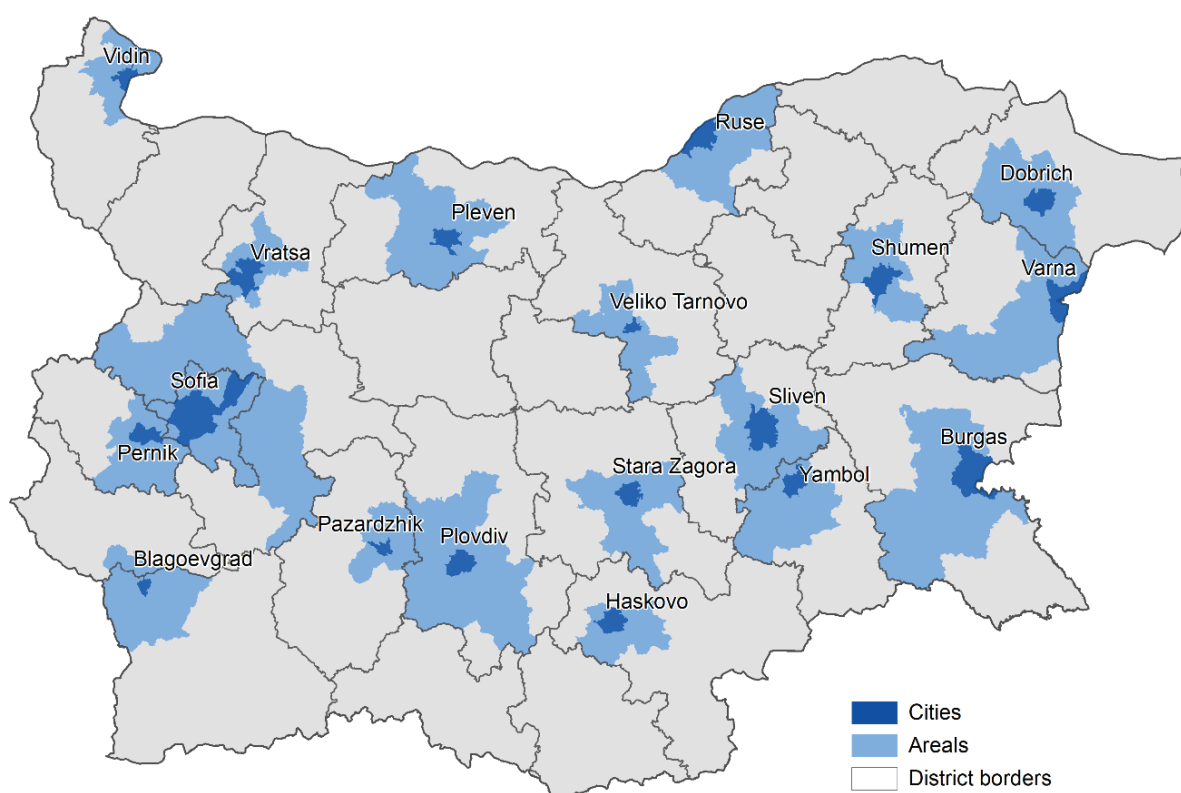 Vidin
Ruse
Dobrich
Pleven
Shumen
Vratsa
Varna
Veliko Tarnovo
Sofia
Sliven
Burgas
Pernik
Stara Zagora
Yambol
Pazardzhik
Plovdiv
Blagoevgrad
Haskovo
Cities
Areals
District borders